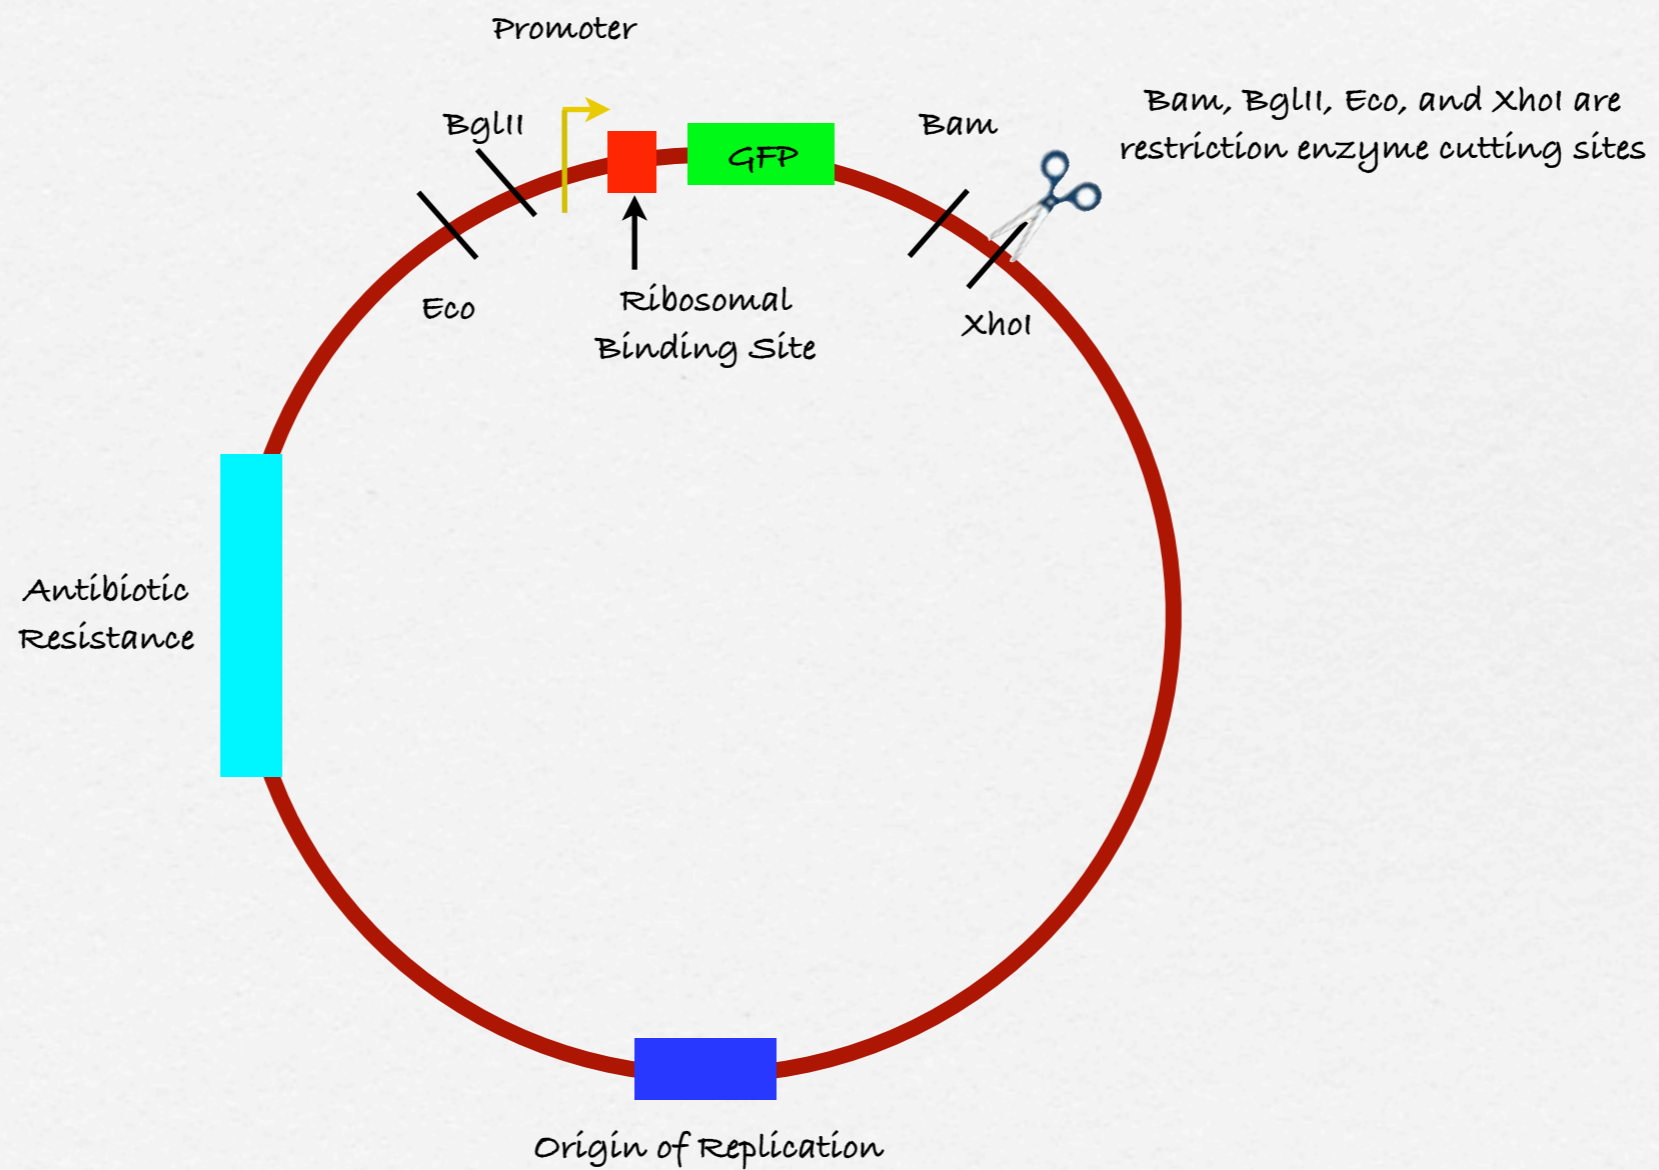 Promoter
BglII
GFP
Bam
Bam, BglII, Eco, and XhoI are
restriction enzyme cutting sites
Eco
Ribosomal
Binding Site
XhoI
Antibiotic
Resistance
Origin of Replication